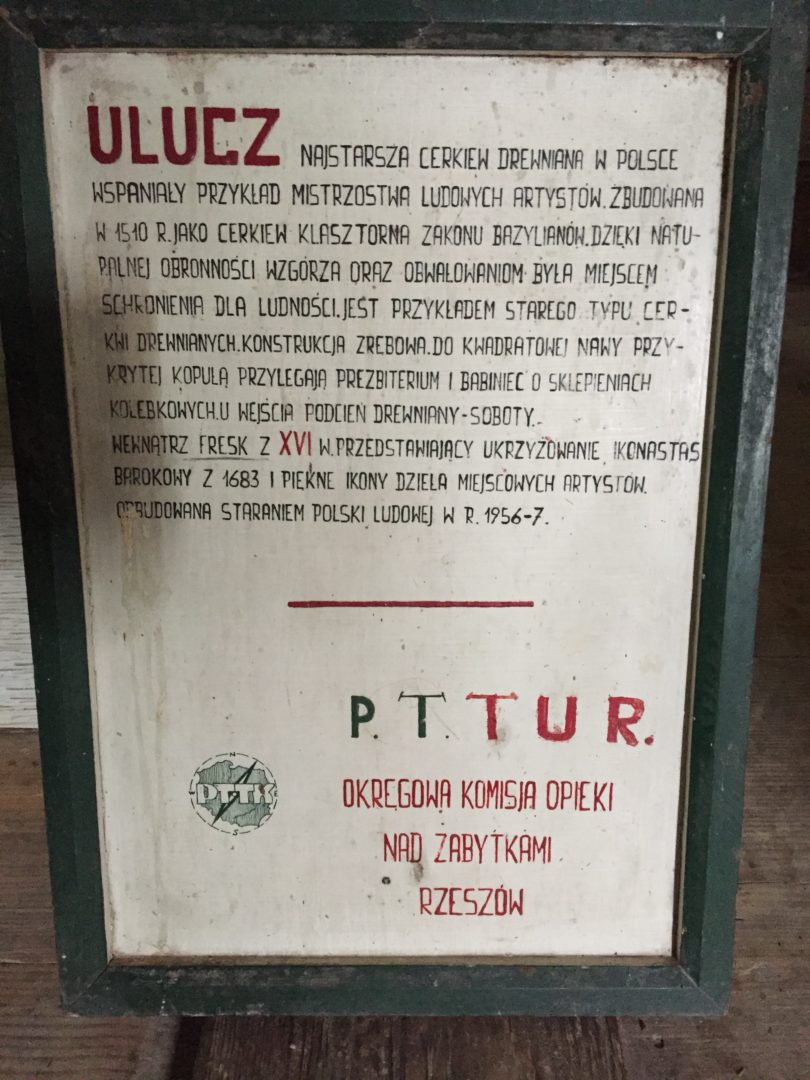 ULUCZ NAJSTARSZA CERKIEW DREWNIANA W POLSCE
WSPANIAŁY PRZYKŁAD MISTRZOSTWA LUDOWYCH ARTYSTÓW. ZBUDOWANA
W 1510 R. JAKO CERKIEW KLASZTORNA ZAKONU BAZYLIANÓW. DZIĘKI NATU-
RALNEJ OBRONNOŚCI WZGÓRZA ORAZ OBWAŁOWANIOM BYŁA MIEJSCEM
SCHRONIENIA DLA LUDNOŚCI. JEST PRZYKŁADEM STAREGO TYPU CER-
KWI DREWNIANYCH. KONSTRUKCJA ZRĘBOWA. DO KWADRATOWEJ NAWY PRZY-
KRYTEJ KOPUŁĄ PRZYLEGAJĄ PREZBITERIUM I BABINIEC O SKLEPIENIACH
KOLEBKOWYCH. U WEJŚCIA PODCIEŃ DREWNIANY-SOBOTY.
WEWNĄTRZ FRESK Z XVI W. PRZEDSTAWIAJĄCY UKRZYŻOWANIE, IKONASTAS
BAROKOWY Z 1683 I PIĘKNE IKONY DZIEŁA MIEJSCOWYCH ARTYSTÓW.
ODBUDOWANA STARANIEM POLSKI LUDOWEJ W R. 1956-7.
P.T.TUR.
PTTK
N
E
S
OKRĘGOWA KOMISJA OPIEKI
NAD ZABYTKAMI
RZESZÓW